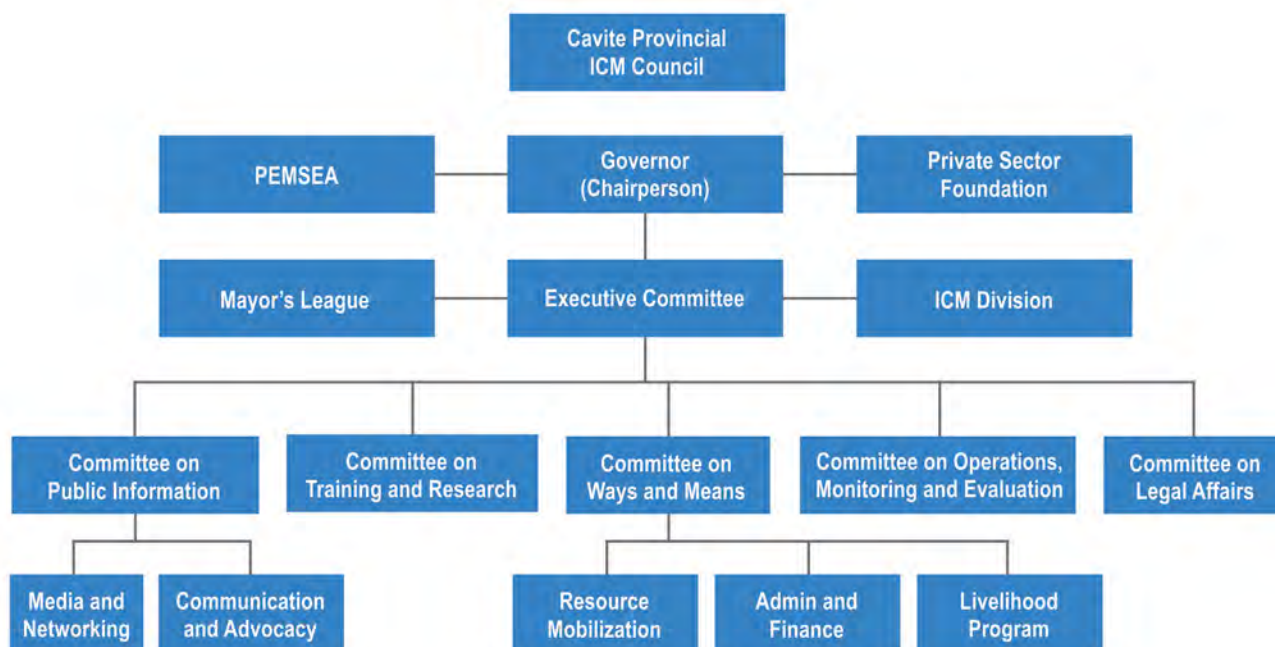 Cavite Provincial
ICM Council
PEMSEA
Governor
(Chairperson)
Private Sector
Foundation
Mayor's League
Executive Committee
ICM Division
Committee on
Public Information
Committee on
Training and Research
Committee on
Ways and Means
Committee on Operations,
Monitoring and Evaluation
Committee on
Legal Affairs
Media and
Networking
Communication
and Advocacy
Resource
Mobilization
Admin and
Finance
Livelihood
Program